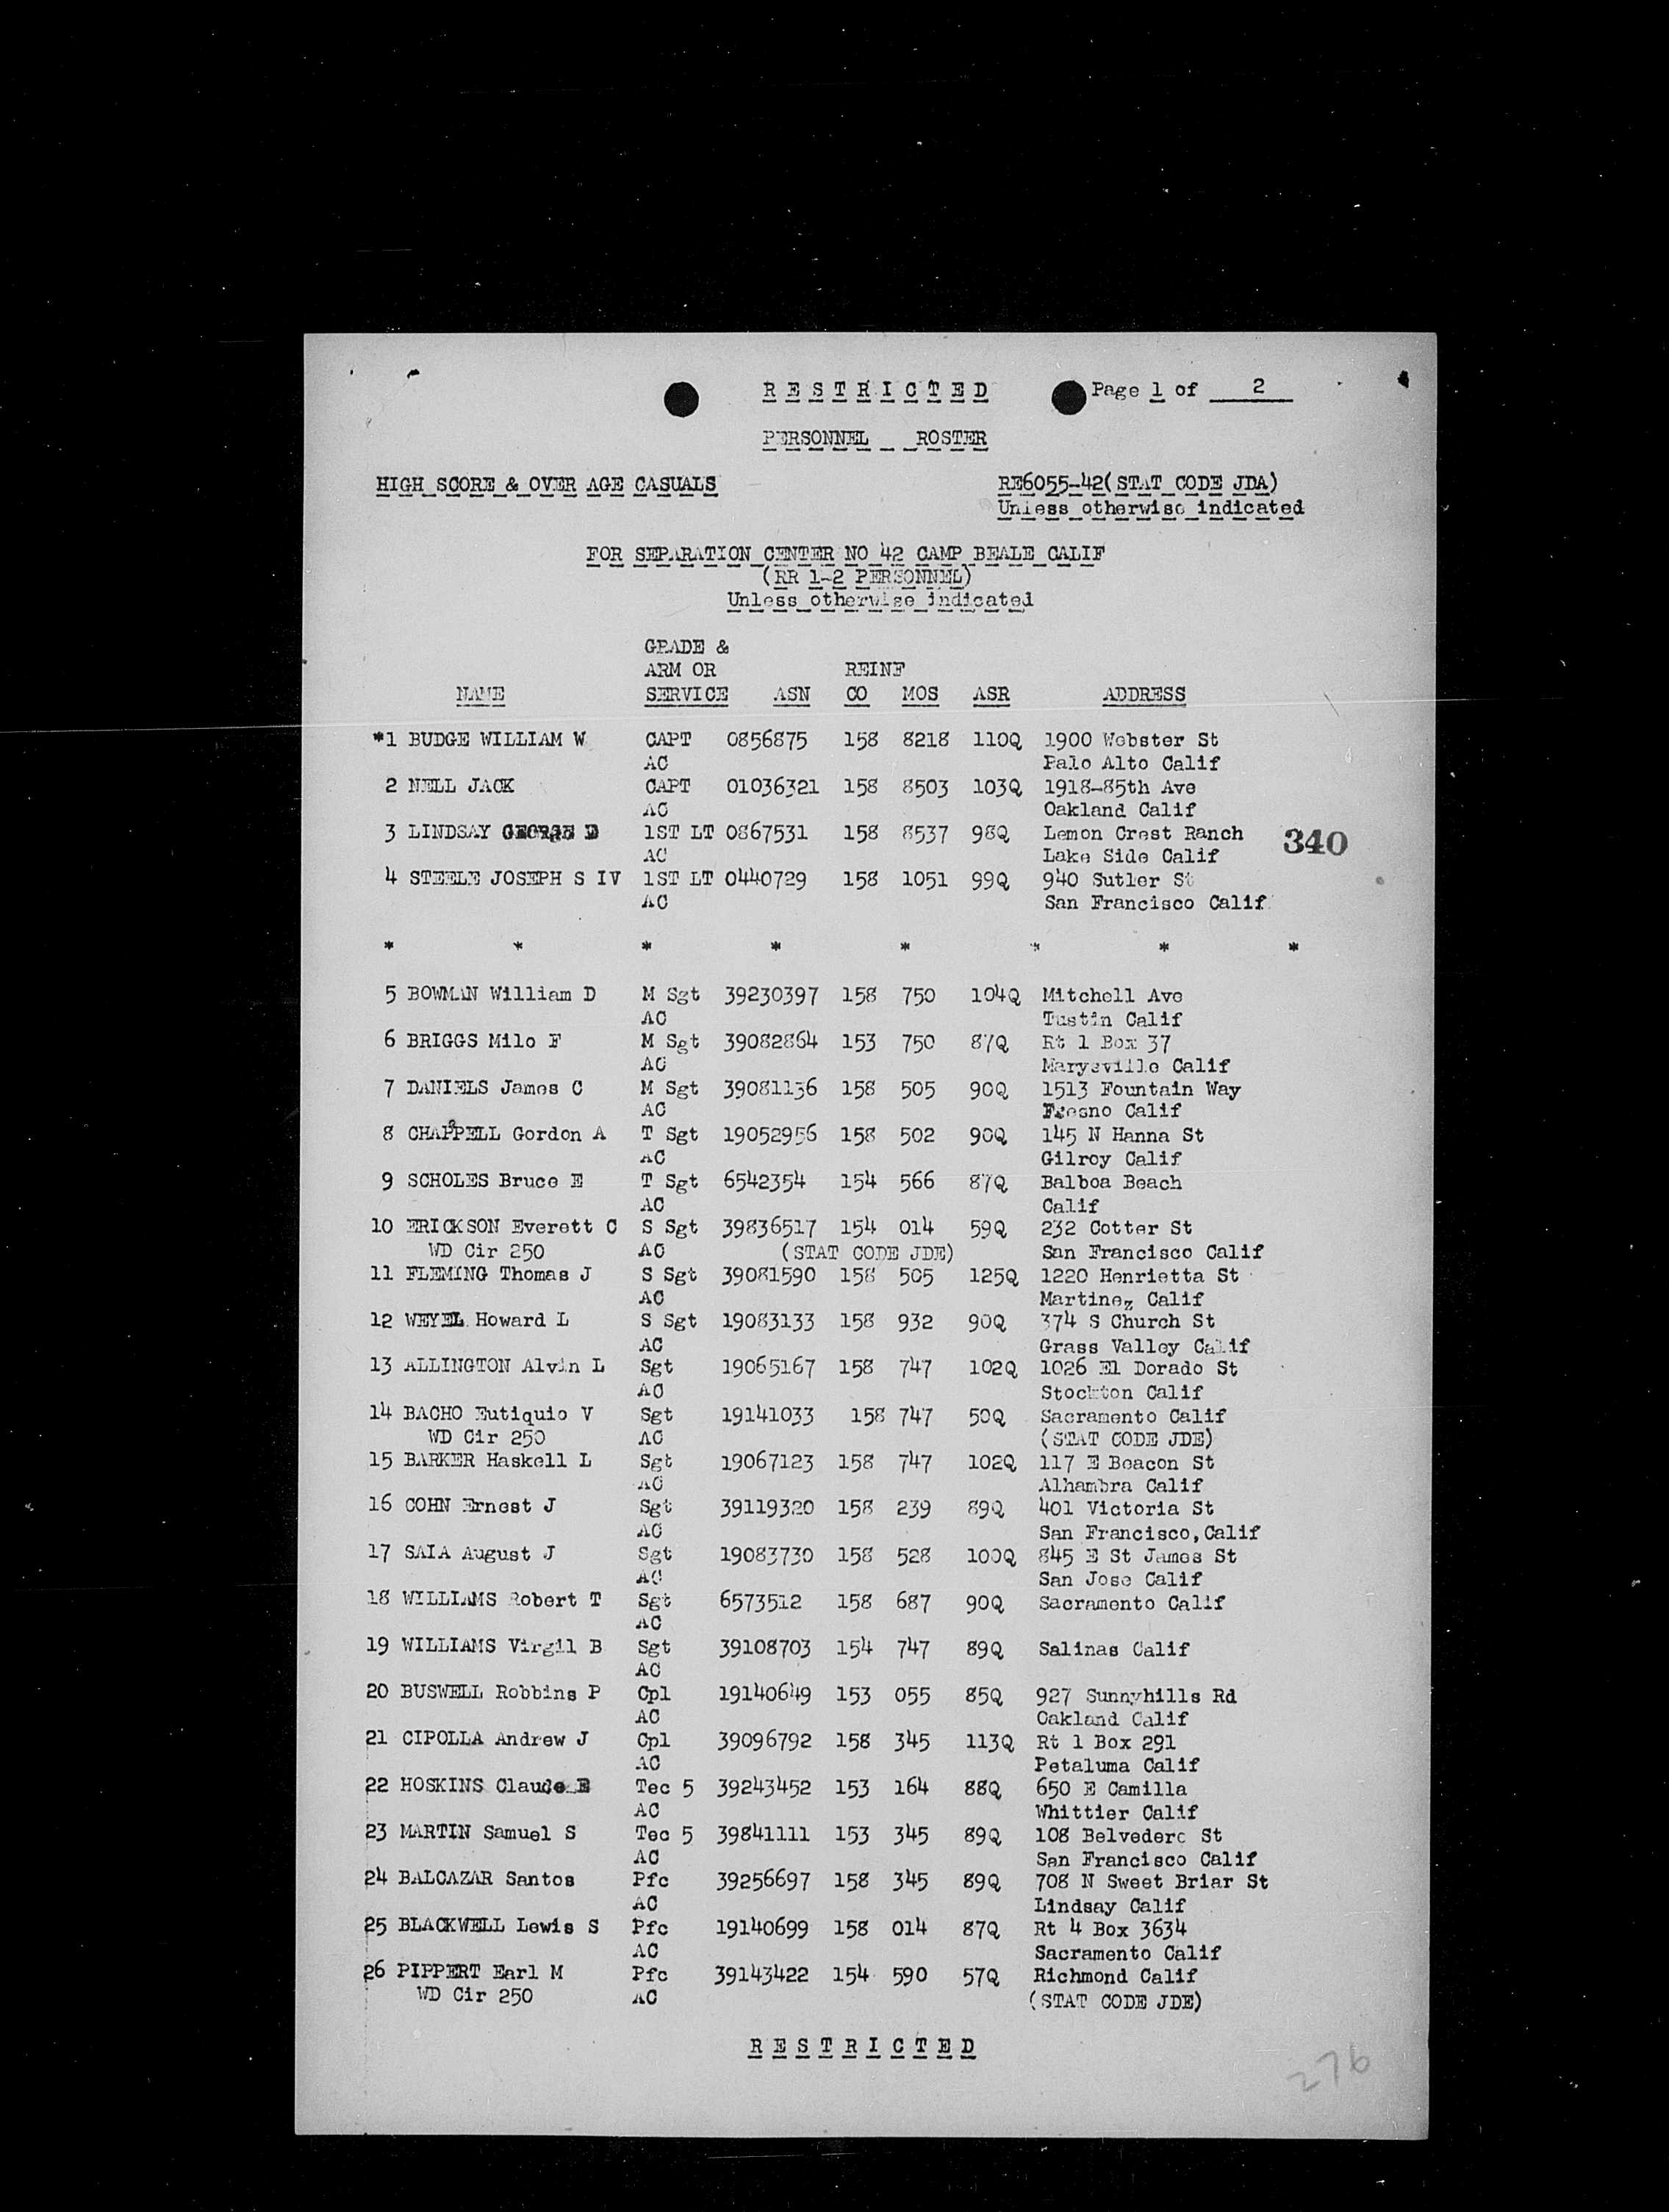 RESTRICTED Page 1 of 2
PERSONNEL ROSTER
HIGH SCORE & OVER AGE CASUALS RE6055-42(STAT CODE JDA)
Unless otherwise indicated
FOR SEPARATION CENTER NO 42 CAMP BEALE CALIF
(RR 1-2 PERSONNEL)
Unless otherwise indicated
GRADE &
ARM OR REINF
NAME SERVICE ASN CO MOS ASR ADDRESS
*1 BUDGE WILLIAM W CAPT 0856875 158 8218 110Q 1900 Webster St
AC Palo Alto Calif
2 NELL JACK CAPT 01036321 158 8503 103Q 1918-85th Ave
AC Oakland Calif
3 LINDSAY GEORGE D 1ST LT 0867531 158 8537 98Q Lemon Crest Ranch
340
AC Lake Side Calif
4 STEELE JOSEPH S IV 1ST LT 0440729 158 1051 99Q 940 Sutler St
AC San Francisco Calif
* * * * * * * *
5 BOWMAN William D M Sgt 39230397 158 750 104Q Mitchell Ave
AC Tustin Calif
6 BRIGGS Milo F M Sgt 39082864 153 750 87Q Rt 1 Box 37
AC Marysville Calif
7 DANIELS James C M Sgt 39081136 158 505 90Q 1513 Fountain Way
AC Fresno Calif
8 CHAPPELL Gordon A T Sgt 19052956 158 502 90Q 145 N Hanna St
AC Gilroy Calif
9 SCHOLES Bruce E T Sgt 6542354 154 566 87Q Balboa Beach
AC Calif
10 ERICKSON Everett C S Sgt 39836517 154 014 59Q 232 Cotter St
WD Cir 250 AC (STAT CODE JDE) San Francisco Calif
11 FLEMING Thomas J S Sgt 39081590 158 505 125Q 1220 Henrietta St
AC Martinez Calif
12 WEYEL Howard L S Sgt 19083133 158 932 90Q 374 S Church St
AC Grass Valley Calif
13 ALLINGTON Alvin L Sgt 19065167 158 747 102Q 1026 El Dorado St
AC Stockton Calif
14 BACHO Eutiquio V Sgt 19141033 158 747 50Q Sacramento Calif
WD Cir 250 AC (STAT CODE JDE)
15 BARKER Haskell L Sgt 19067123 158 747 102Q 117 E Beacon St
AC Alhambra Calif
16 COHN Ernest J Sgt 39119320 158 239 89Q 401 Victoria St
AC San Francisco,Calif
17 SAIA August J Sgt 19083730 158 528 100Q 845 E St James St
AC San Jose Calif
18 WILLIAMS Robert T Sgt 6573512 158 687 90Q Sacramento Calif
AC
19 WILLIAMS Virgil B Sgt 39108703 154 747 89Q Salinas Calif
AC
20 BUSWELL Robbins P Cpl 19140649 153 055 85Q 927 Sunnyhills Rd
AC Oakland Calif
21 CIPOLLA Andrew J Cpl 39096792 158 345 113Q Rt 1 Box 291
AC Petaluma Calif
22 HOSKINS Claude E Tec 5 39243452 153 164 88Q 650 E Camilla
AC Whittier Calif
23 MARTIN Samuel S Tec 5 39841111 153 345 89Q 108 Belvedere St
AC San Francisco Calif
24 BALCAZAR Santos Pfc 39256697 158 345 89Q 708 N Sweet Briar St
AC Lindsay Calif
25 BLACKWELL Lewis S Pfc 19140699 158 014 87Q Rt 4 Box 3634
AC Sacramento Calif
26 PIPPERT Earl M Pfc 39143422 154 590 57Q Richmond Calif
WD Cir 250 AC (STAT CODE JDE)
RESTRICTED
276